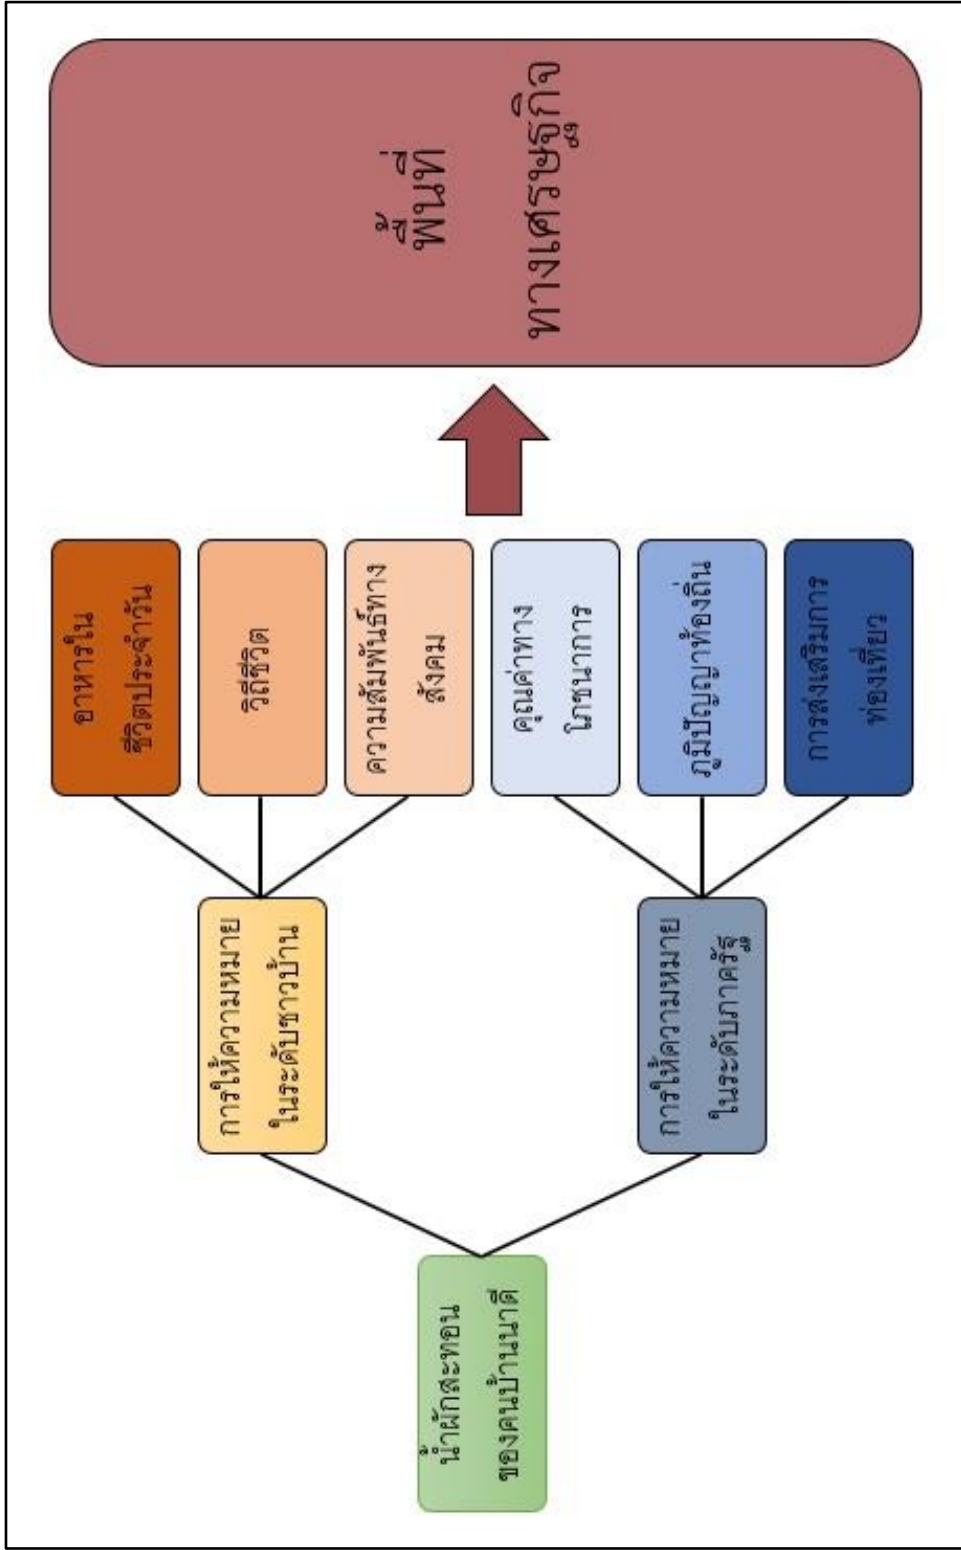 น้ำผักสะทอน
ของคนบ้านนาดี
การให้ความหมาย
ในระดับชาวบ้าน
การให้ความหมาย
ในระดับภาครัฐ
อาหารใน
ชีวิตประจำวัน
วิถีชีวิต
ความสัมพันธ์ทาง
สังคม
คุณค่าทาง
โภชนาการ
ภูมิปัญญาท้องถิ่น
การส่งเสริมการ
ท่องเที่ยว
พื้นที่
ทางเศรษฐกิจ